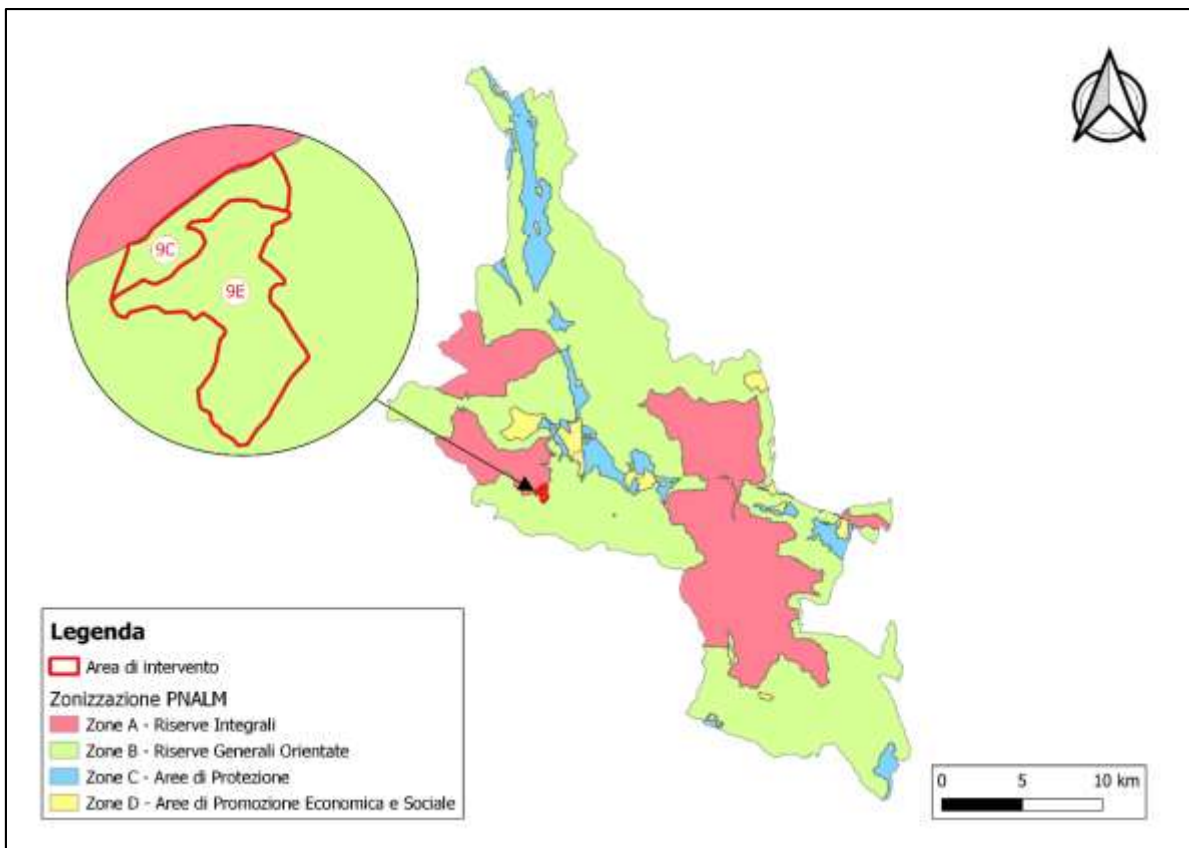 9C
9E
Legenda
Area di intervento
Zonizzazione PNALM
Zone A - Riserve Integrali
Zone B - Riserve Generali Orientate
Zone C - Aree di Protezione
Zone D - Aree di Promozione Economica e Sociale
0 5 10 km